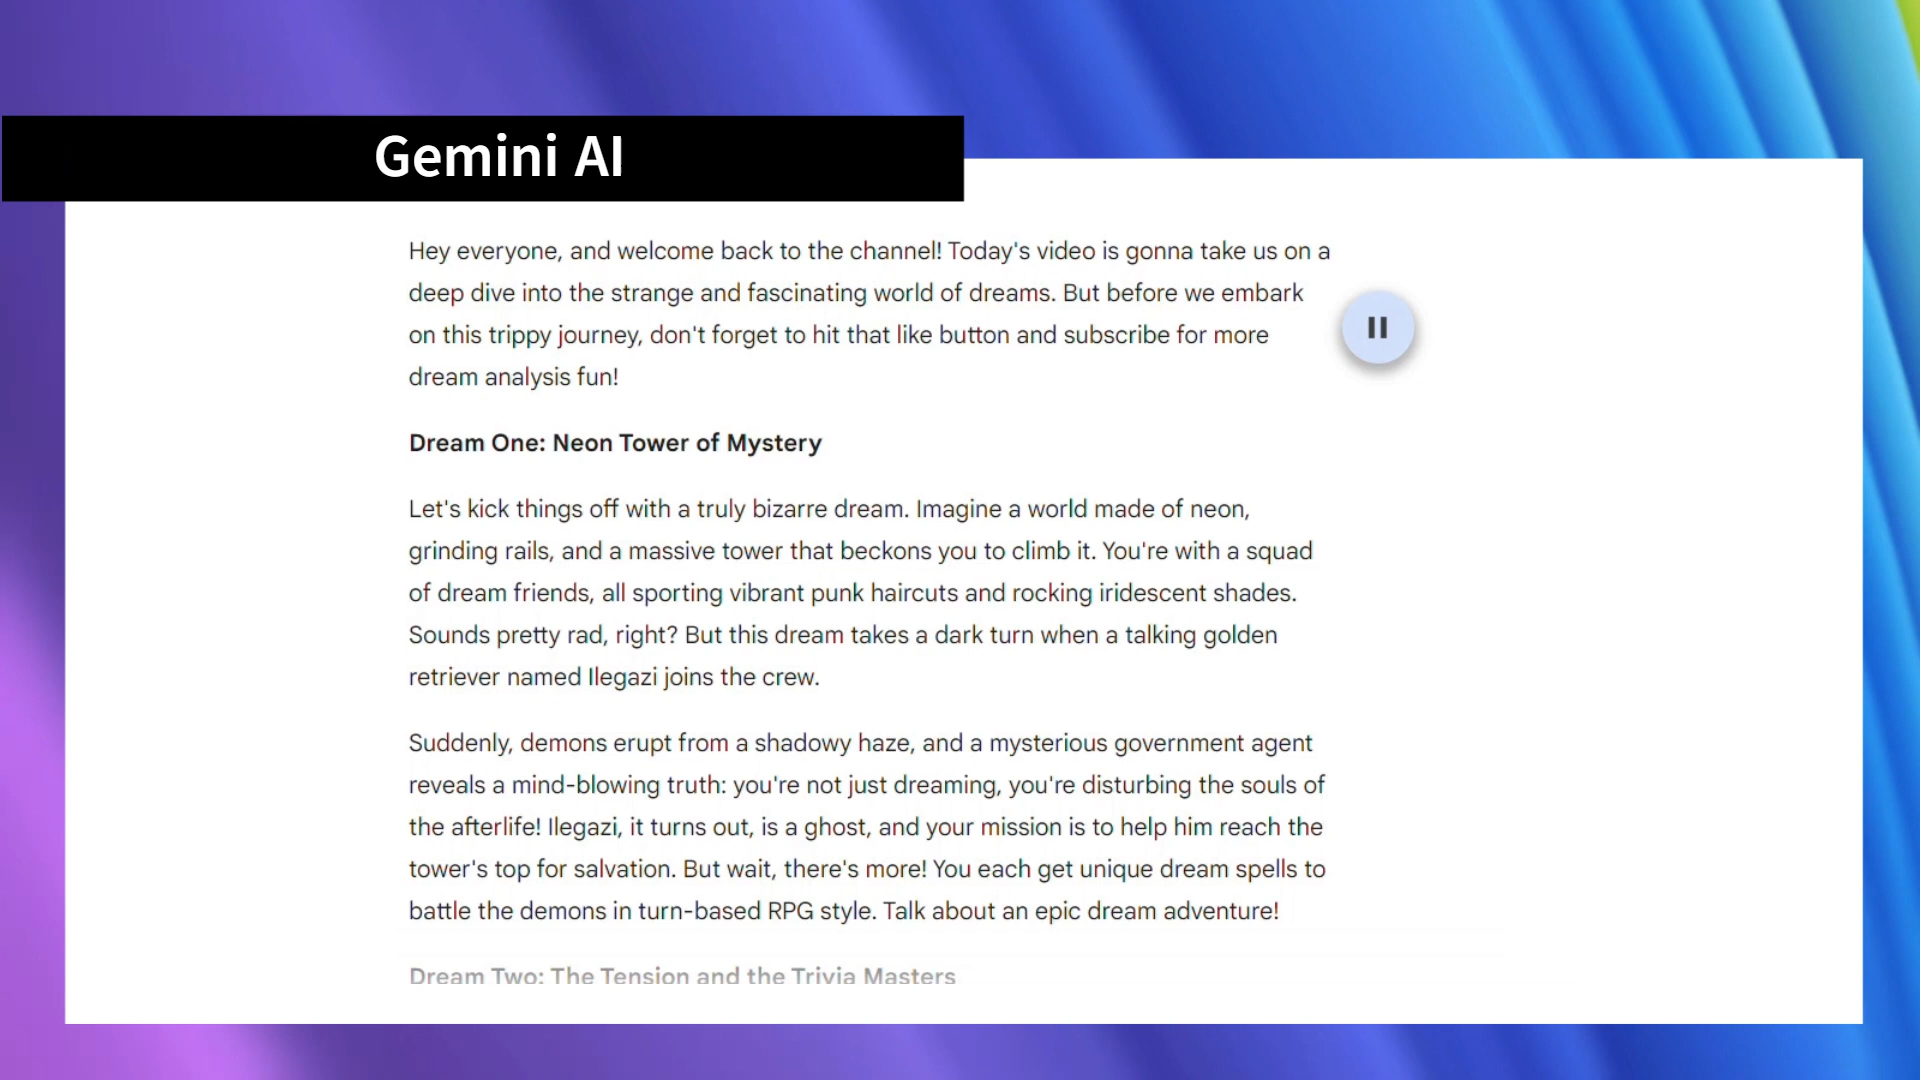 Gemini AI
Hey everyone, and welcome back to the channel! Today's video is gonna take us on a
deep dive into the strange and fascinating world of dreams. But before we embark
on this trippy journey, don't forget to hit that like button and subscribe for more
dream analysis fun!
Dream One: Neon Tower of Mystery
Let's kick things off with a truly bizarre dream. Imagine a world made of neon,
grinding rails, and a massive tower that beckons you to climb it. You're with a squad
of dream friends, all sporting vibrant punk haircuts and rocking iridescent shades.
Sounds pretty rad, right? But this dream takes a dark turn when a talking golden
retriever named Ilegazi joins the crew.
Suddenly, demons erupt from a shadowy haze, and a mysterious government agent
reveals a mind-blowing truth: you're not just dreaming, you're disturbing the souls of
the afterlife! Ilegazi, it turns out, is a ghost, and your mission is to help him reach the
tower's top for salvation. But wait, there's more! You each get unique dream spells to
battle the demons in turn-based RPG style. Talk about an epic dream adventure!
Dream Two: The Tension and the Trivia Masters